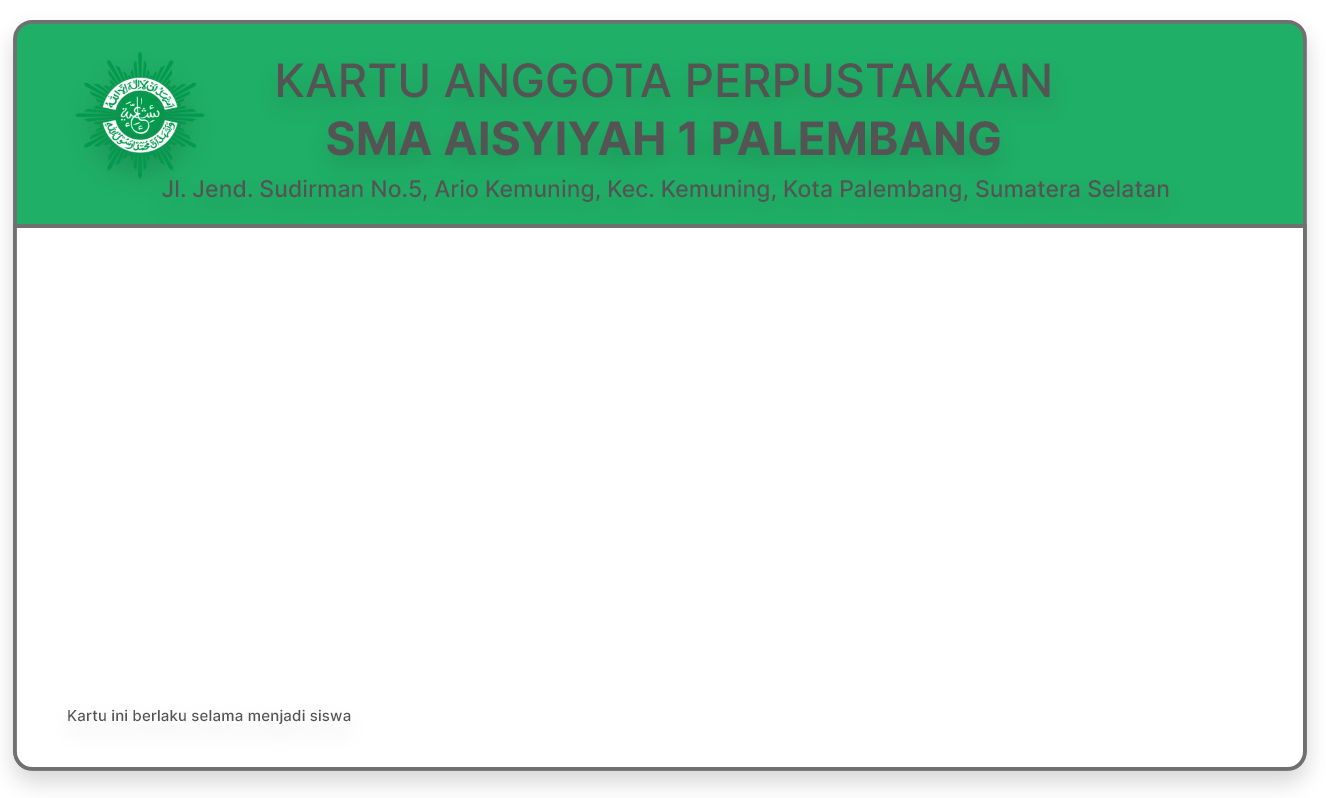 KARTU ANGGOTA PERPUSTAKAAN
SMA AISYIYAH 1 PALEMBANG
Jl. Jend. Sudirman No.5, Ario Kemuning, Kec. Kemuning, Kota Palembang, Sumatera Selatan
Kartu ini berlaku selama menjadi siswa